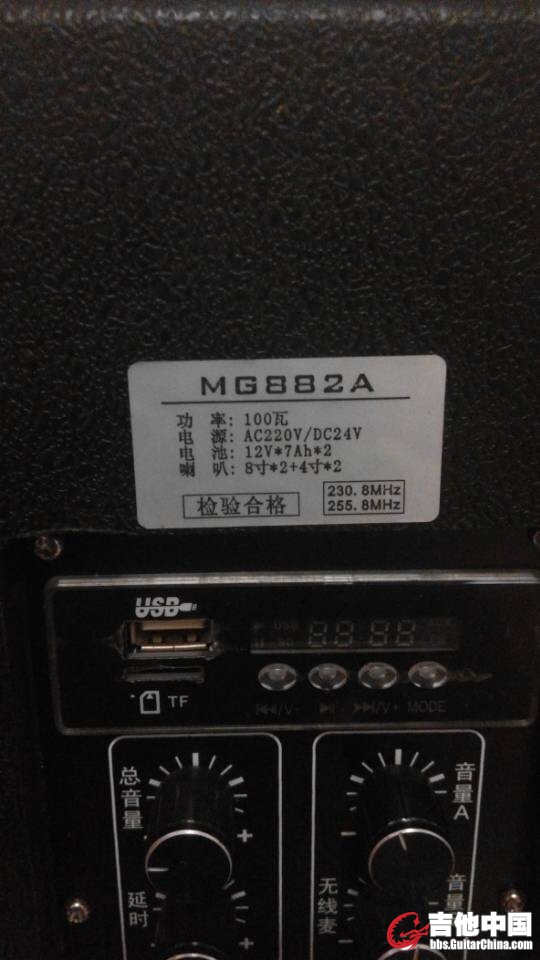 MG882A
功 率: 100瓦
电 源: AC220V/DC24V
电 池: 12V*7Ah*2
喇 叭: 8寸*2+4寸*2
检验合格
230.8MHz
255.8MHz
USB
TF
⏮/V-
⏯
⏭/V+
MODE
总音量
- +
音量A
-
延时
+
无线麦
音量
-
吉他中国
bbs.GuitarChina.com